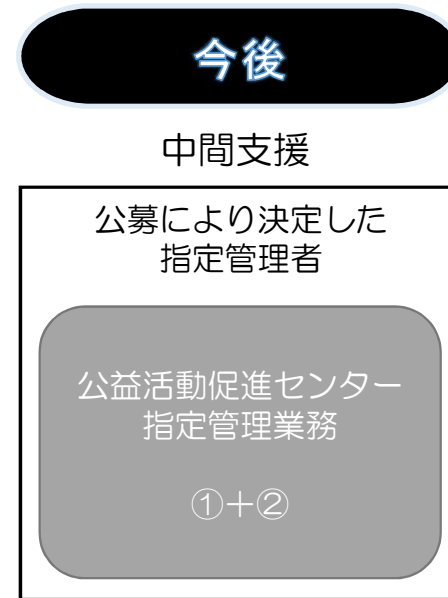 今後
中間支援
公募により決定した
指定管理者
公益活動促進センター
指定管理業務
①＋②